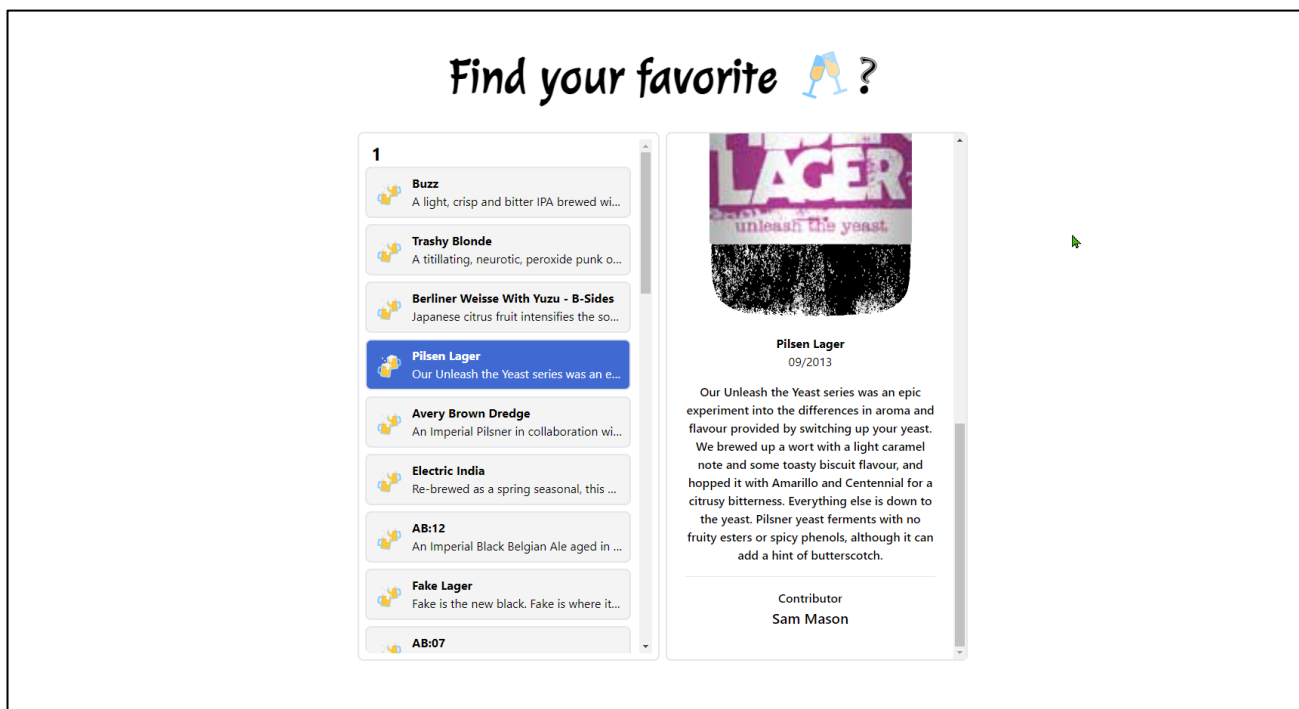 Find your favorite 🥂?
1
Buzz
A light, crisp and bitter IPA brewed wi...
Trashy Blonde
A titillating, neurotic, peroxide punk o...
Berliner Weisse With Yuzu - B-Sides
Japanese citrus fruit intensifies the so...
Pilsen Lager
Our Unleash the Yeast series was an e...
Avery Brown Dredge
An Imperial Pilsner in collaboration wi...
Electric India
Re-brewed as a spring seasonal, this ...
AB:12
An Imperial Black Belgian Ale aged in ...
Fake Lager
Fake is the new black. Fake is where it...
AB:07
LAGER
unleash the yeast
Pilsen Lager
09/2013
Our Unleash the Yeast series was an epic
experiment into the differences in aroma and
flavour provided by switching up your yeast.
We brewed up a wort with a light caramel
note and some toasty biscuit flavour, and
hopped it with Amarillo and Centennial for a
citrusy bitterness. Everything else is down to
the yeast. Pilsner yeast ferments with no
fruity esters or spicy phenols, although it can
add a hint of butterscotch.
Contributor
Sam Mason